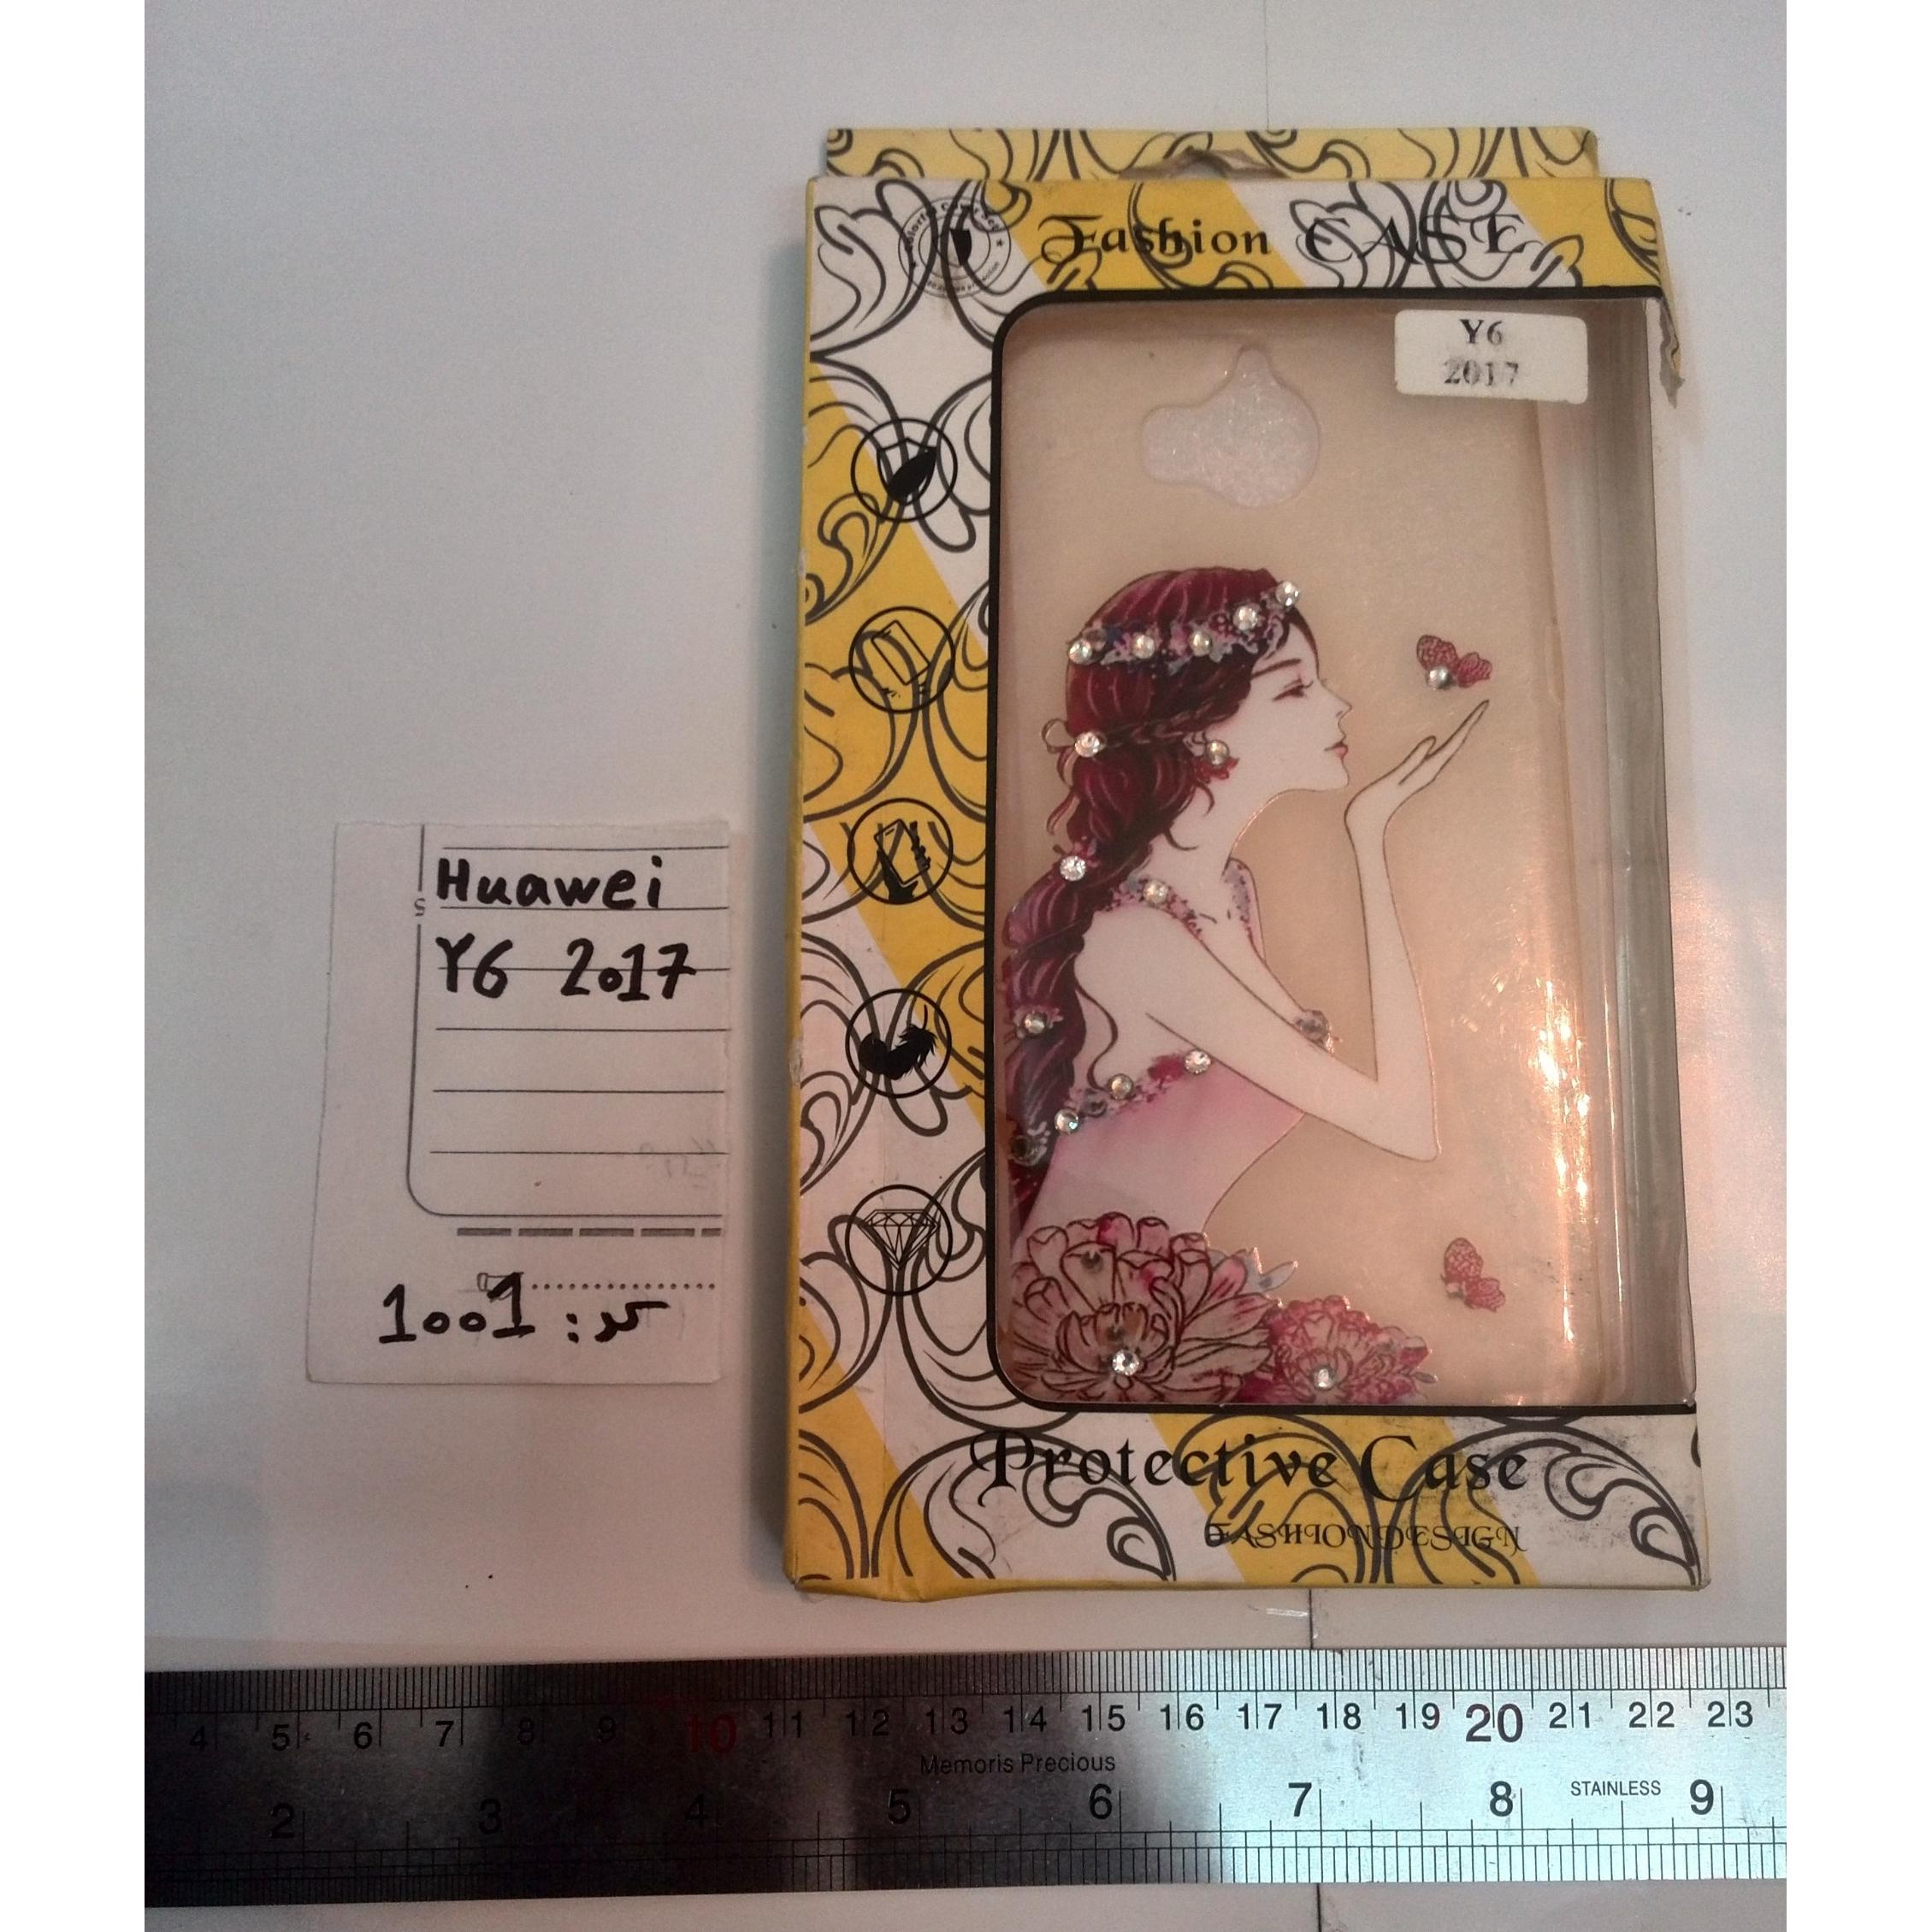 Fashion CASE
Y6
2017
Huawei
Y6 2017
کد: 1001
Protective Case
FASHIONDESIGN
4 5 6 7 8 9 10 11 12 13 14 15 16 17 18 19 20 21 22 23
Memoris Precious
STAINLESS
2 3 4 5 6 7 8 9